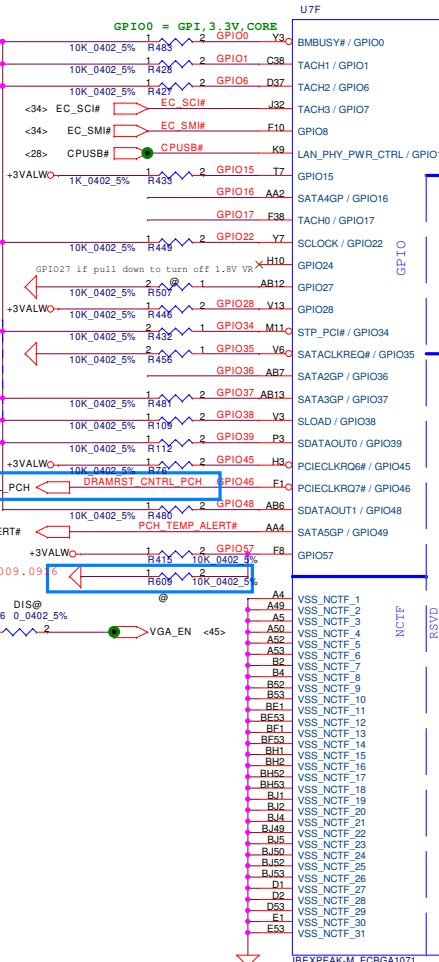 U7F
GPIO0 = GPI,3.3V,CORE
1 2 GPIO0 Y3 BMBUSY# / GPIO0
10K_0402_5% R483
1 2 GPIO1 C38 TACH1 / GPIO1
10K_0402_5% R428
1 2 GPIO6 D37 TACH2 / GPIO6
10K_0402_5% R427
<34> EC_SCI# EC_SCI# J32 TACH3 / GPIO7
<34> EC_SMI# EC_SMI# F10 GPIO8
<28> CPUSB# CPUSB# K9 LAN_PHY_PWR_CTRL / GPIO1
+3VALW 1 2 GPIO15 T7 GPIO15
1K_0402_5% R433
GPIO16 AA2 SATA4GP / GPIO16
GPIO17 F38 TACH0 / GPIO17
1 2 GPIO22 Y7 SCLOCK / GPIO22
10K_0402_5% R449
GPIO27 if pull down to turn off 1.8V VR H10 GPIO24
2 @ 1 AB12 GPIO27
10K_0402_5% R507
+3VALW 1 2 GPIO28 V13 GPIO28
10K_0402_5% R446
2 1 GPIO34 M11 STP_PCI# / GPIO34
10K_0402_5% R432
2 1 GPIO35 V6 SATACLKREQ# / GPIO35
10K_0402_5% R456
GPIO36 AB7 SATA2GP / GPIO36
1 2 GPIO37 AB13 SATA3GP / GPIO37
10K_0402_5% R481
1 2 GPIO38 V3 SLOAD / GPIO38
10K_0402_5% R109
1 2 GPIO39 P3 SDATAOUT0 / GPIO39
10K_0402_5% R112
+3VALW 1 2 GPIO45 H3 PCIECLKRQ6# / GPIO45
10K_0402_5%
_PCH DRAMRST_CNTRL_PCH GPIO46 F1 PCIECLKRQ7# / GPIO46
1 2 GPIO48 AB6 SDATAOUT1 / GPIO48
10K_0402_5% R480
ERT# PCH_TEMP_ALERT# AA4 SATA5GP / GPIO49
+3VALW 1 2 GPIO57 F8 GPIO57
R415 10K_0402_5%
009.0916 1 2
R609 10K_0402_5%
@
GPIO
A4 VSS_NCTF_1
A49 VSS_NCTF_2
A5 VSS_NCTF_3
A50 VSS_NCTF_4
A52 VSS_NCTF_5
A53 VSS_NCTF_6
B2 VSS_NCTF_7
B4 VSS_NCTF_8
B52 VSS_NCTF_9
B53 VSS_NCTF_10
BE1 VSS_NCTF_11
BE53 VSS_NCTF_12
BF1 VSS_NCTF_13
BF53 VSS_NCTF_14
BH1 VSS_NCTF_15
BH2 VSS_NCTF_16
BH52 VSS_NCTF_17
BH53 VSS_NCTF_18
BJ1 VSS_NCTF_19
BJ2 VSS_NCTF_20
BJ4 VSS_NCTF_21
BJ49 VSS_NCTF_22
BJ5 VSS_NCTF_23
BJ50 VSS_NCTF_24
BJ52 VSS_NCTF_25
BJ53 VSS_NCTF_26
D1 VSS_NCTF_27
D2 VSS_NCTF_28
D53 VSS_NCTF_29
E1 VSS_NCTF_30
E53 VSS_NCTF_31
NCTF
RSVD
DIS@
6 0_0402_5%
2 VGA_EN <45>
IBEXPEAK-M_FCBGA1071